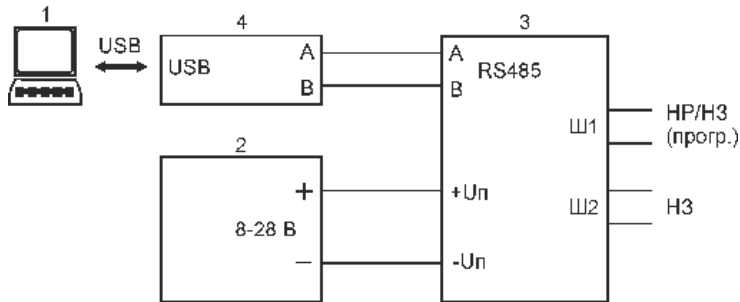 1
4
3
USB
USB
A
B
A
B
RS485
Ш1
НР/НЗ
(прогр.)
2
+
8-28 В
−
+Uп
-Uп
Ш2
НЗ